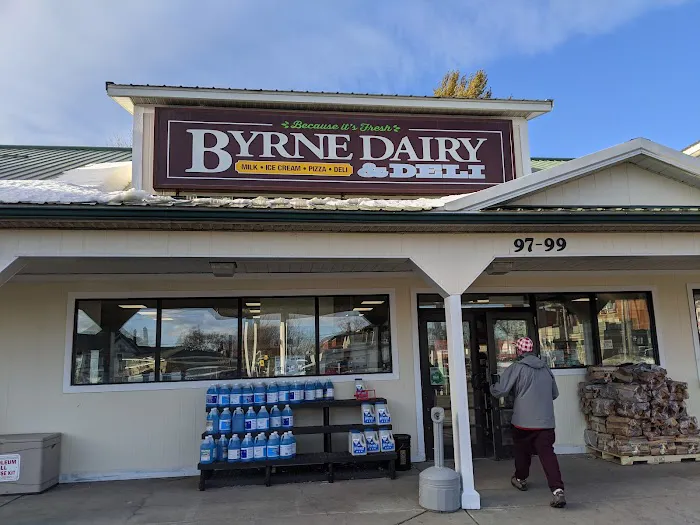 Because it's Fresh
BYRNE DAIRY
MILK • ICE CREAM • PIZZA • DELI
& DELI
97-99